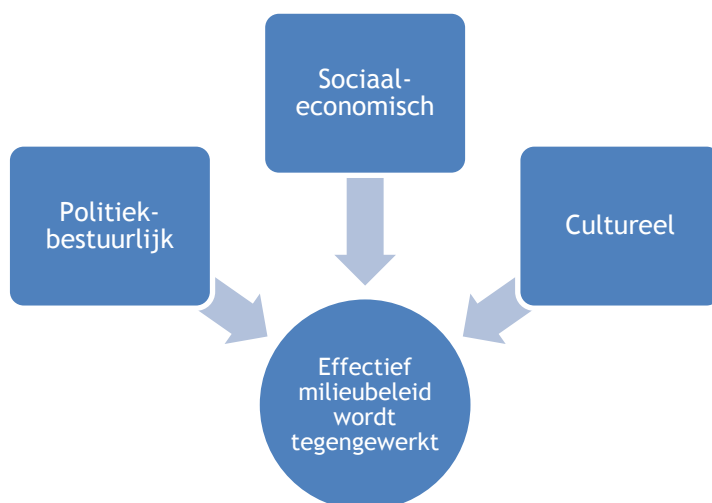 Sociaal-
economisch
Politiek-
bestuurlijk
Cultureel
Effectief
milieubeleid
wordt
tegengewerkt